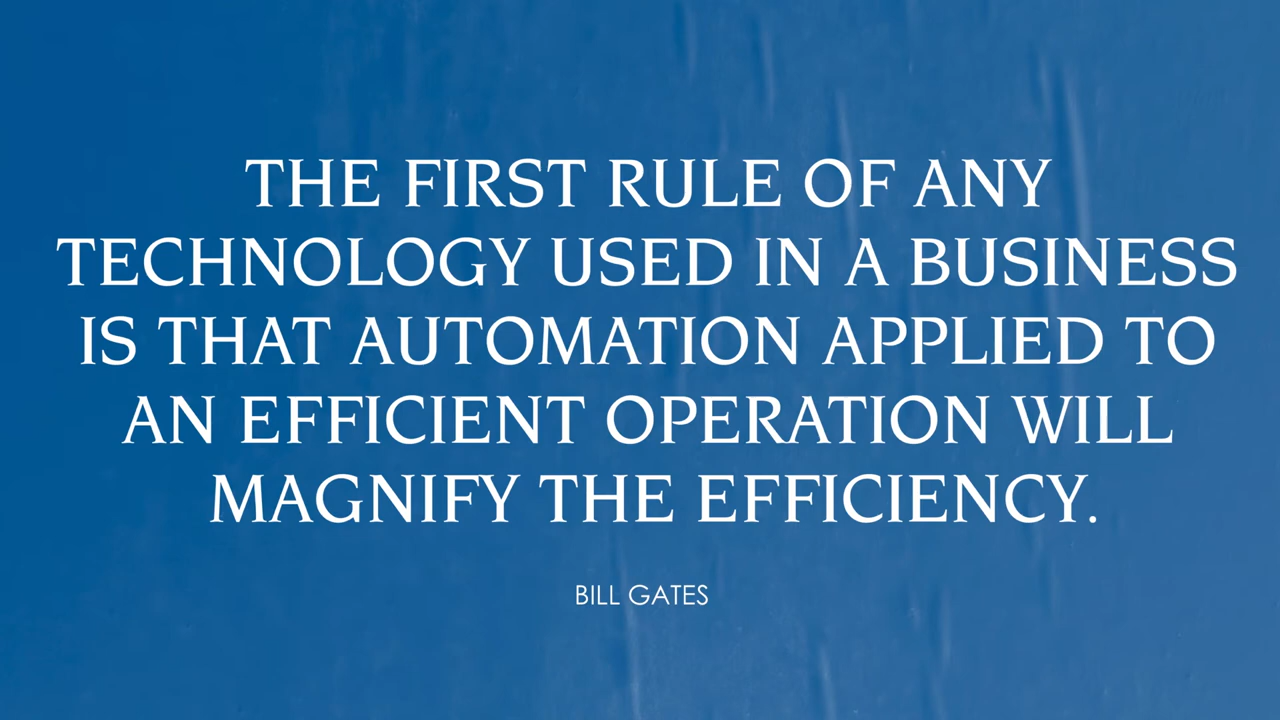 THE FIRST RULE OF ANY
TECHNOLOGY USED IN A BUSINESS
IS THAT AUTOMATION APPLIED TO
AN EFFICIENT OPERATION WILL
MAGNIFY THE EFFICIENCY.
BILL GATES